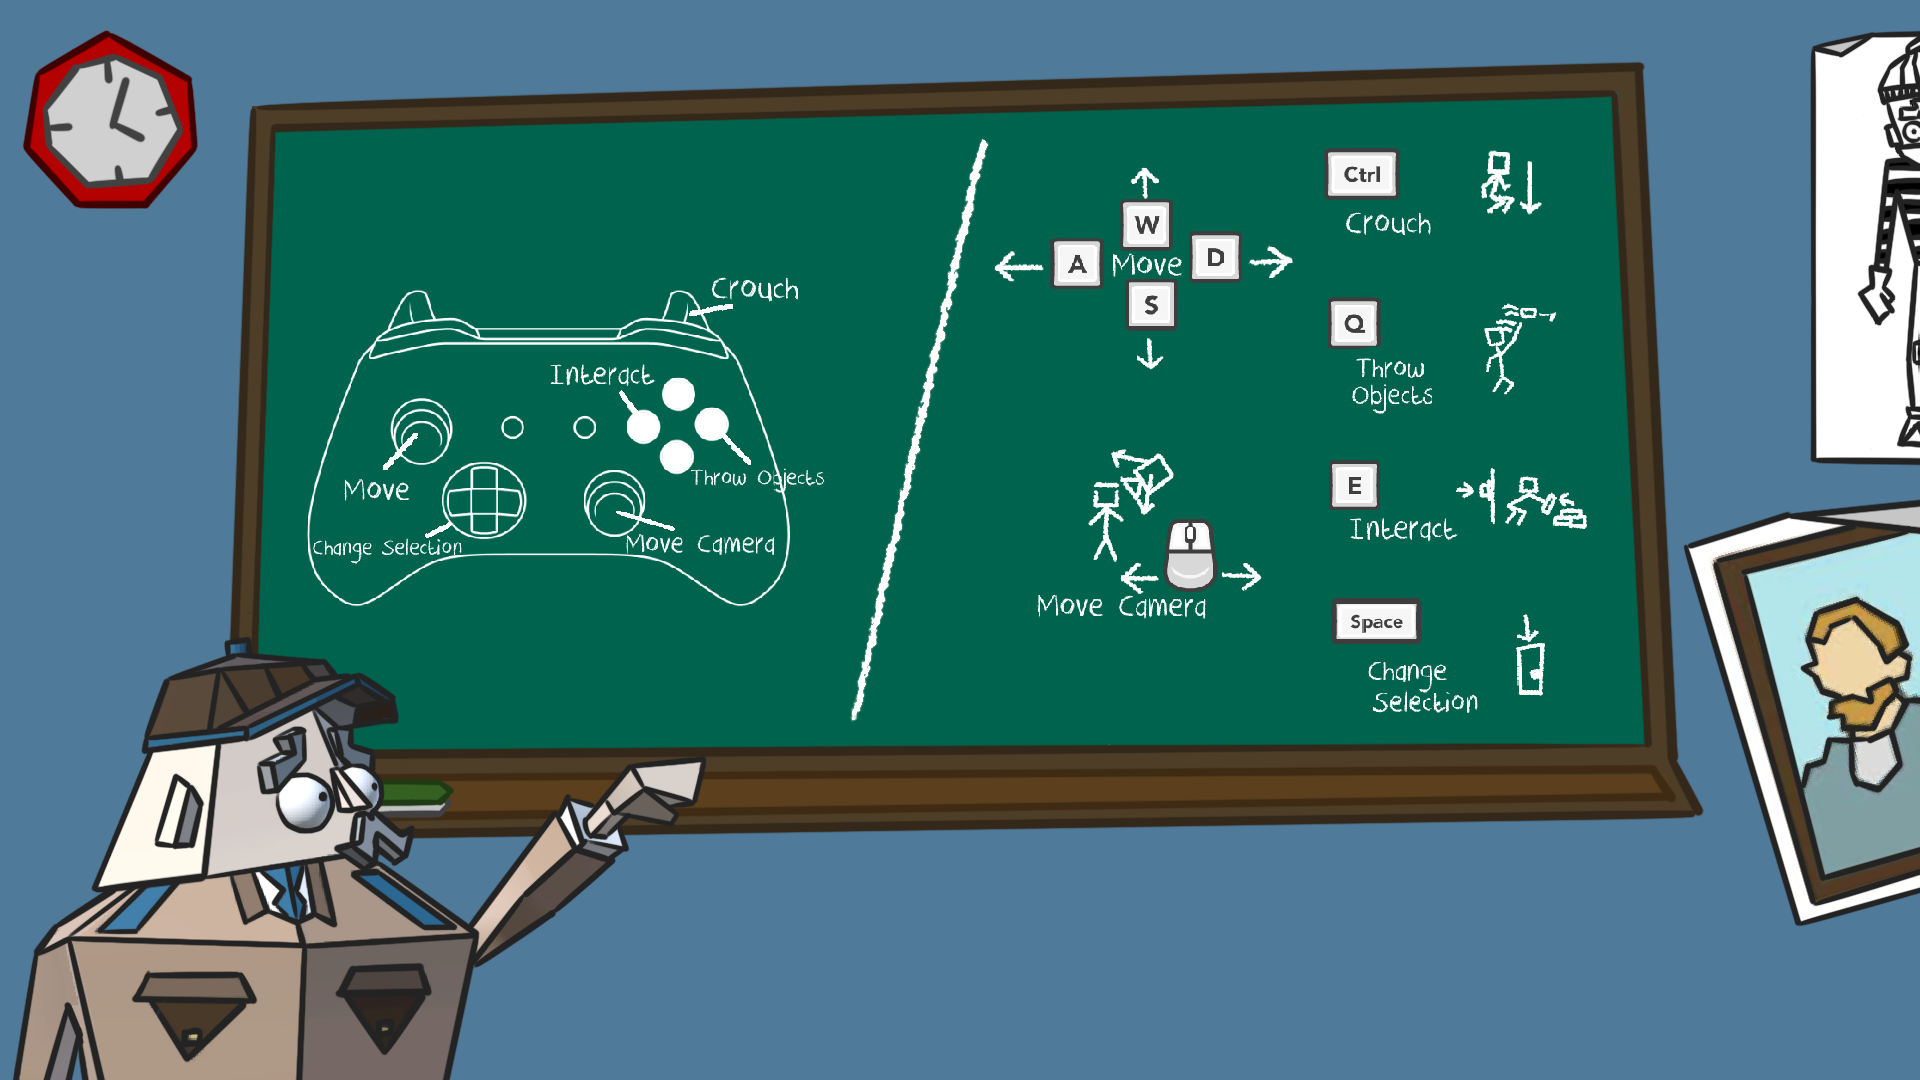 Crouch
Interact
Move
Throw Objects
Change Selection
Move Camera
W
A
Move
D
S
Move Camera
Ctrl
Crouch
Q
Throw
Objects
E
Interact
Space
Change
Selection